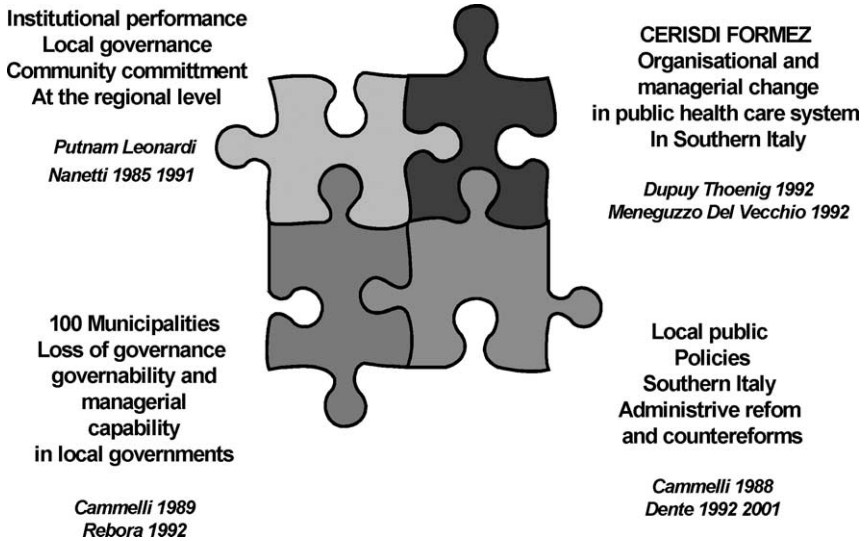 Institutional performance
Local governance
Community committment
At the regional level
Putnam Leonardi
Nanetti 1985 1991
CERISDI FORMEZ
Organisational and
managerial change
in public health care system
In Southern Italy
Dupuy Thoenig 1992
Meneguzzo Del Vecchio 1992
100 Municipalities
Loss of governance
governability and
managerial
capability
in local governments
Cammelli 1989
Rebora 1992
Local public
Policies
Southern Italy
Administrive refom
and countereforms
Cammelli 1988
Dente 1992 2001